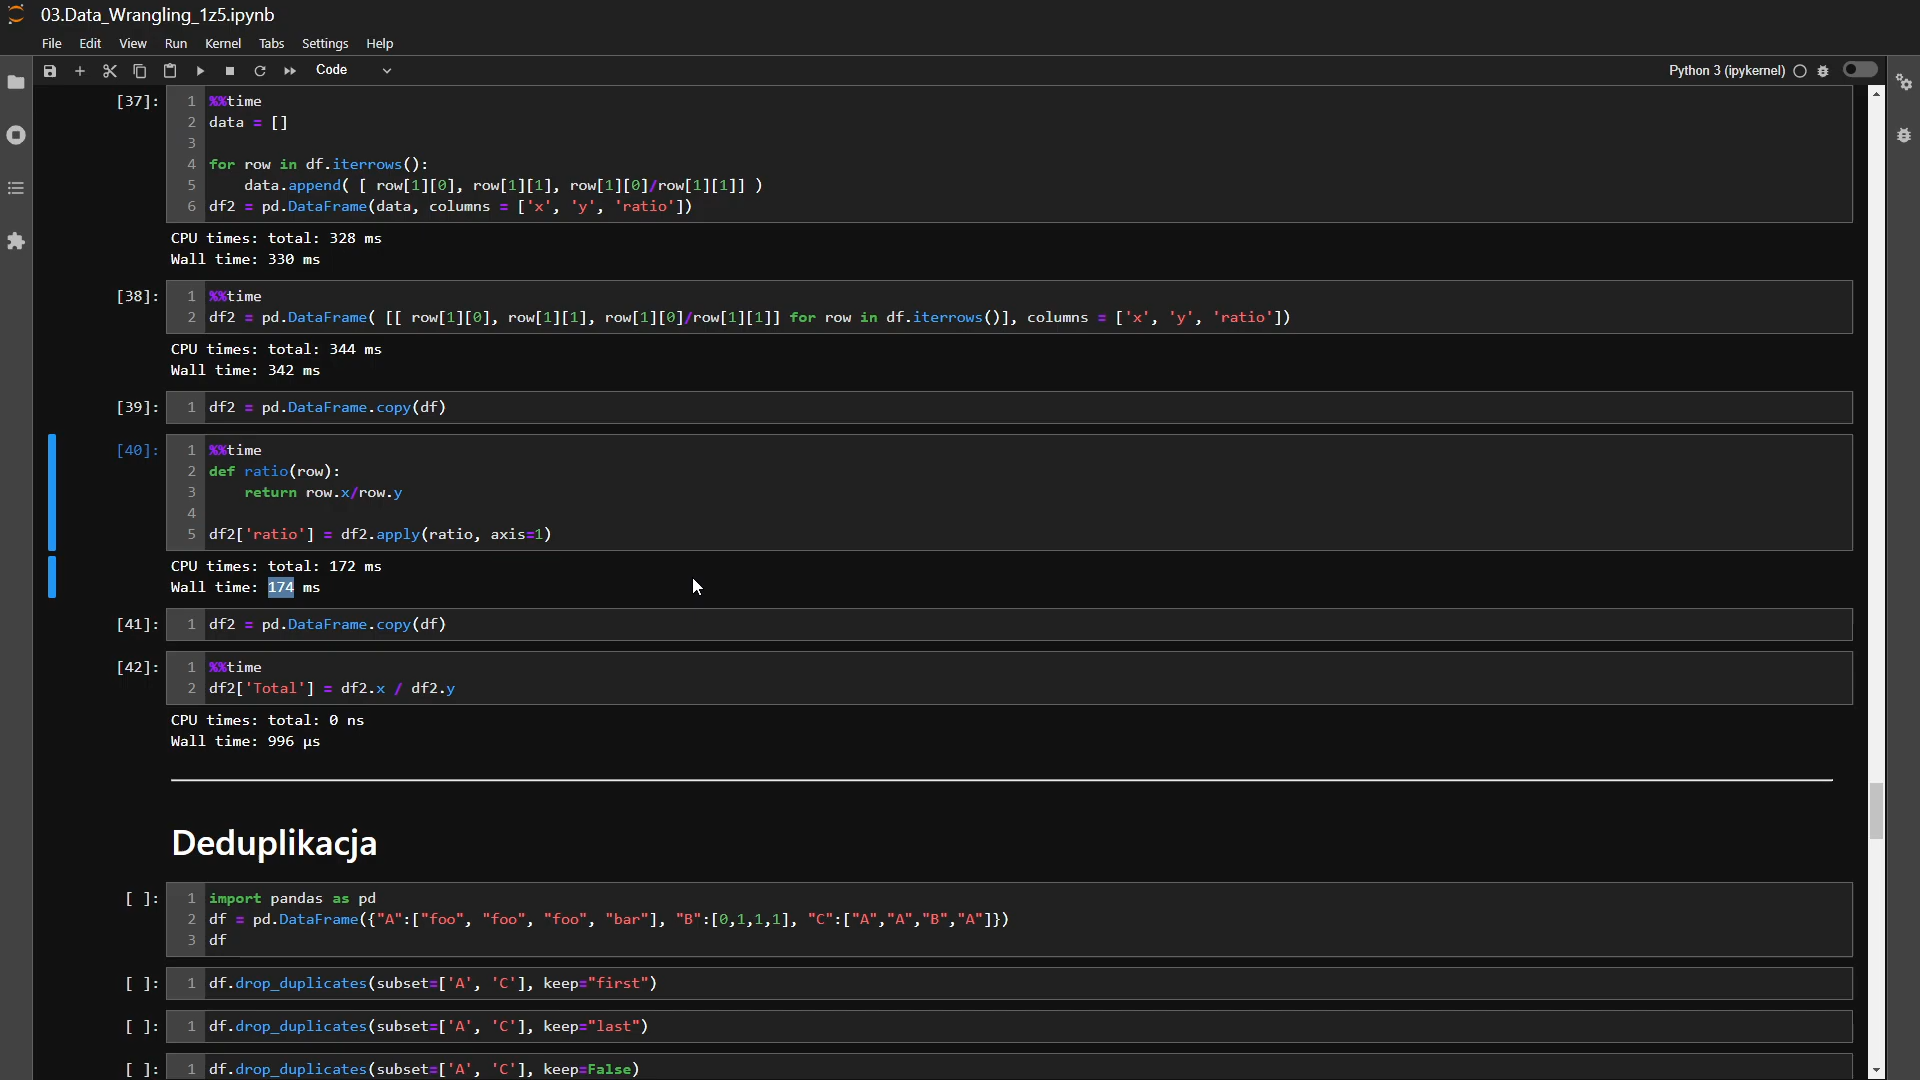 03.Data_Wrangling_1z5.ipynb
File Edit View Run Kernel Tabs Settings Help
Code
Python 3 (ipykernel)
[37]:
1 %%time
2 data = []
3
4 for row in df.iterrows():
5     data.append( [ row[1][0], row[1][1], row[1][0]/row[1][1]] )
6 df2 = pd.DataFrame(data, columns = ['x', 'y', 'ratio'])
CPU times: total: 328 ms
Wall time: 330 ms
[38]:
1 %%time
2 df2 = pd.DataFrame( [[ row[1][0], row[1][1], row[1][0]/row[1][1]] for row in df.iterrows()], columns = ['x', 'y', 'ratio'])
CPU times: total: 344 ms
Wall time: 342 ms
[39]:
1 df2 = pd.DataFrame.copy(df)
[40]:
1 %%time
2 def ratio(row):
3     return row.x/row.y
4
5 df2['ratio'] = df2.apply(ratio, axis=1)
CPU times: total: 172 ms
Wall time: 174 ms
[41]:
1 df2 = pd.DataFrame.copy(df)
[42]:
1 %%time
2 df2['Total'] = df2.x / df2.y
CPU times: total: 0 ns
Wall time: 996 µs
Deduplikacja
[ ]:
1 import pandas as pd
2 df = pd.DataFrame({"A":["foo", "foo", "foo", "bar"], "B":[0,1,1,1], "C":["A","A","B","A"]})
3 df
[ ]:
1 df.drop_duplicates(subset=['A', 'C'], keep="first")
[ ]:
1 df.drop_duplicates(subset=['A', 'C'], keep="last")
[ ]:
1 df.drop_duplicates(subset=['A', 'C'], keep=False)